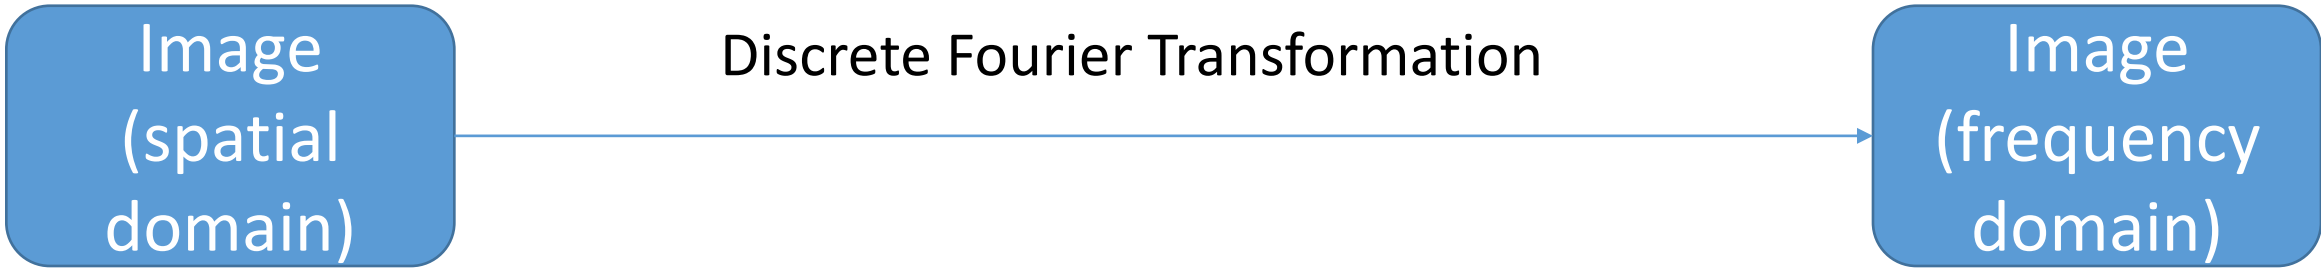 Image
(spatial
domain)
Discrete Fourier Transformation
Image
(frequency
domain)